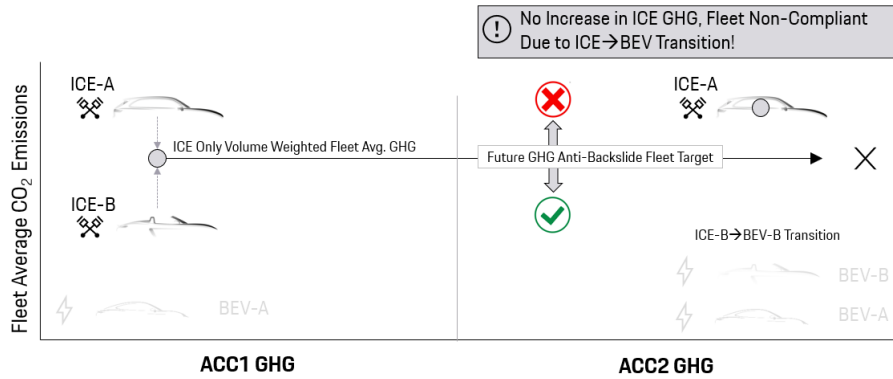 No Increase in ICE GHG, Fleet Non-Compliant
Due to ICE→BEV Transition!
Fleet Average CO₂ Emissions
ICE-A
ICE Only Volume Weighted Fleet Avg. GHG
ICE-B
BEV-A
ACC1 GHG
ICE-A
Future GHG Anti-Backslide Fleet Target
ICE-B→BEV-B Transition
BEV-B
BEV-A
ACC2 GHG